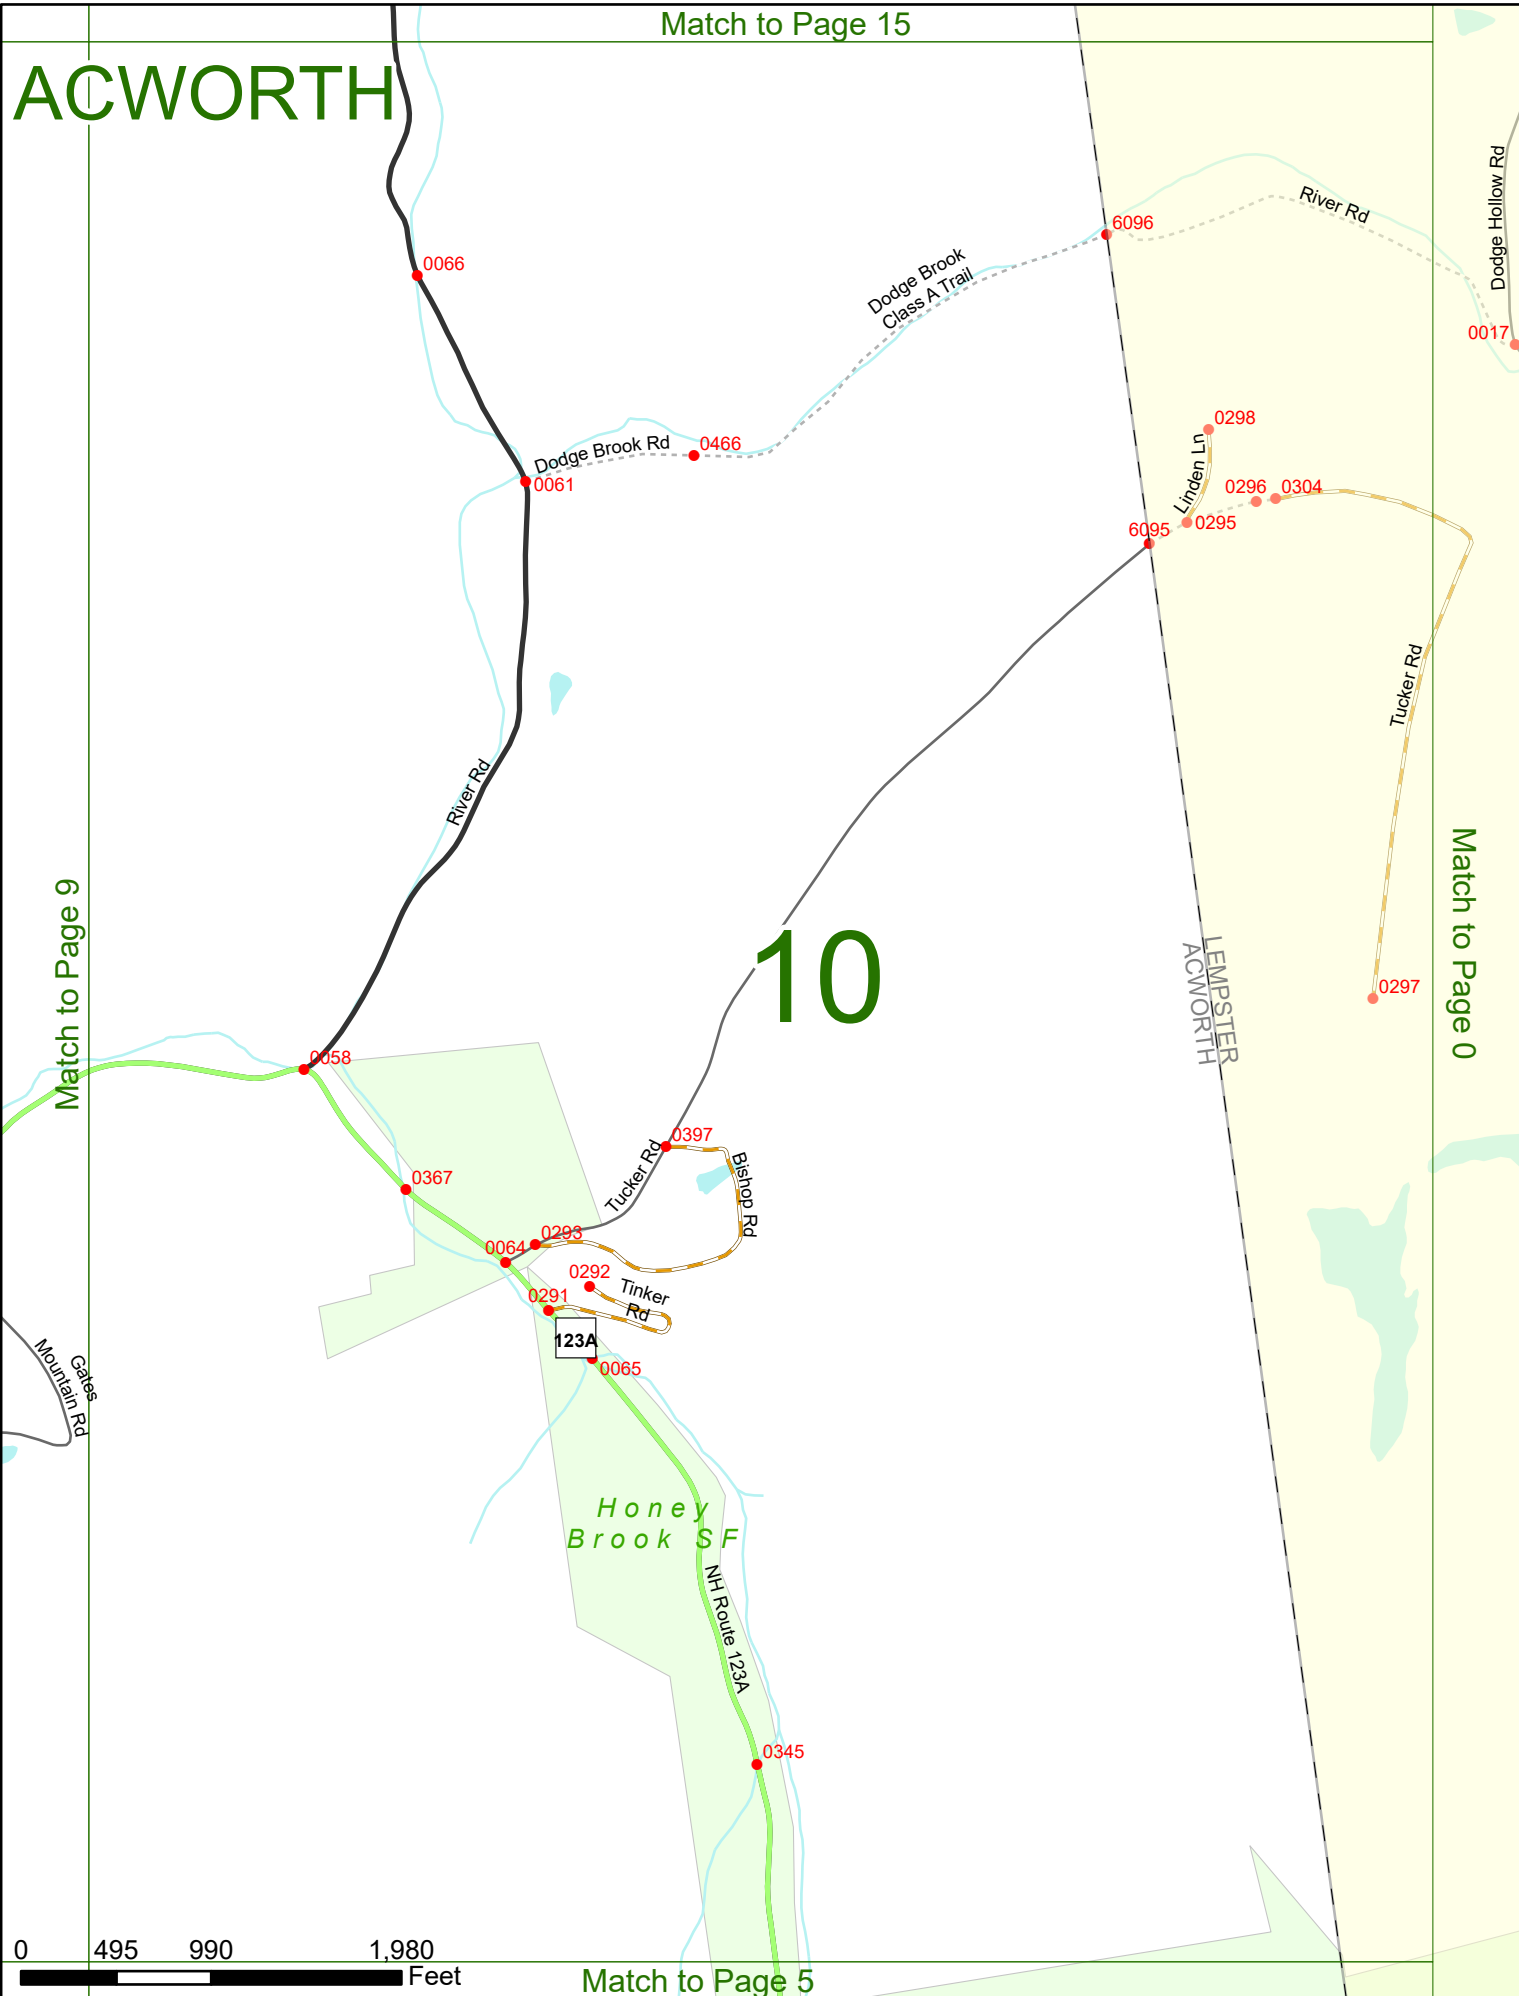 Match to Page 15
ACWORTH
Dodge Hollow Rd
River Rd
6096
0066
Dodge Brook
Class A Trail
0017
0298
Linden Ln
Dodge Brook Rd
0466
0061
0296
0304
0295
6095
Tucker Rd
River Rd
Match to Page 9
10
Match to Page 0
LEMPSTER
ACWORTH
0297
0058
0397
Tucker Rd
Bishop Rd
0367
0293
0064
0292
Tinker
Rd
0291
123A
0065
Gates
Mountain Rd
Honey
Brook SF
NH Route 123A
0345
0 495 990 1,980
Feet
Match to Page 5